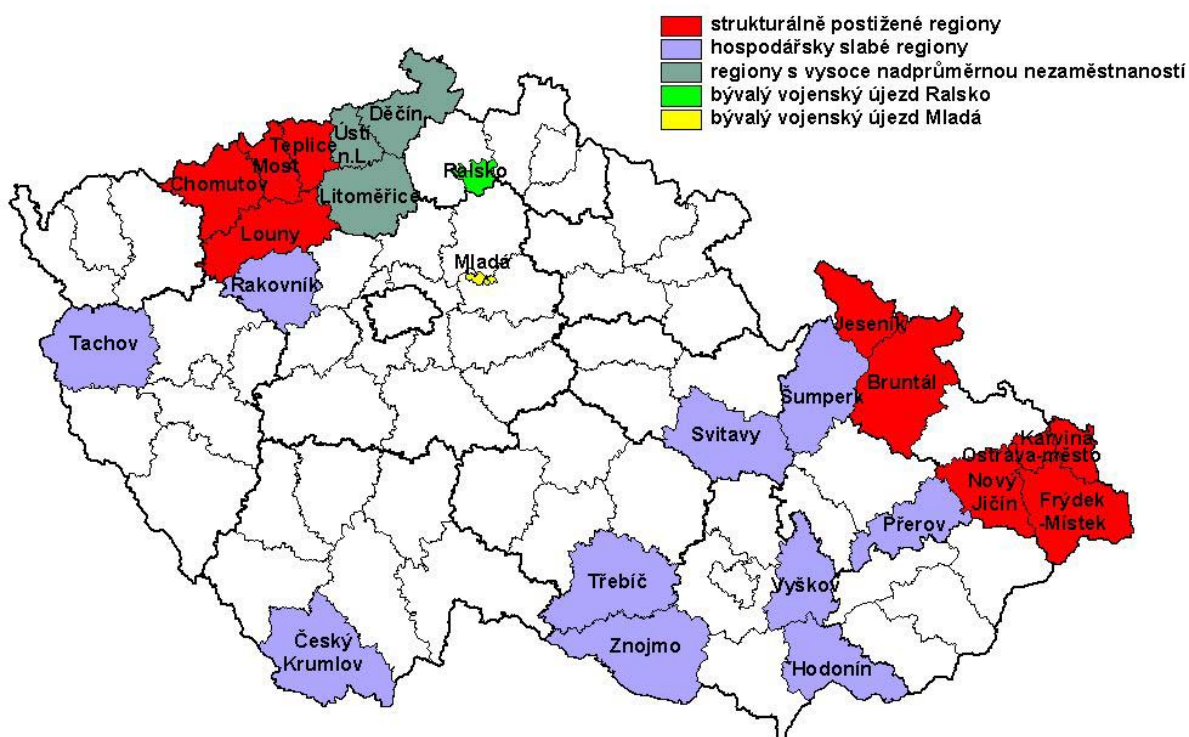 strukturálně postižené regiony
hospodářsky slabé regiony
regiony s vysoce nadprůměrnou nezaměstnaností
bývalý vojenský újezd Ralsko
bývalý vojenský újezd Mladá
Děčín
Ústí
n.L.
Teplice
Most
Chomutov
Litoměřice
Ralsko
Louny
Rakovník
Mladá
Tachov
Jeseník
Bruntál
Šumperk
Svitavy
Karviná
Ostrava-město
Nový
Jičín
Frýdek
-Místek
Přerov
Vyškov
Třebíč
Znojmo
Hodonín
Český
Krumlov